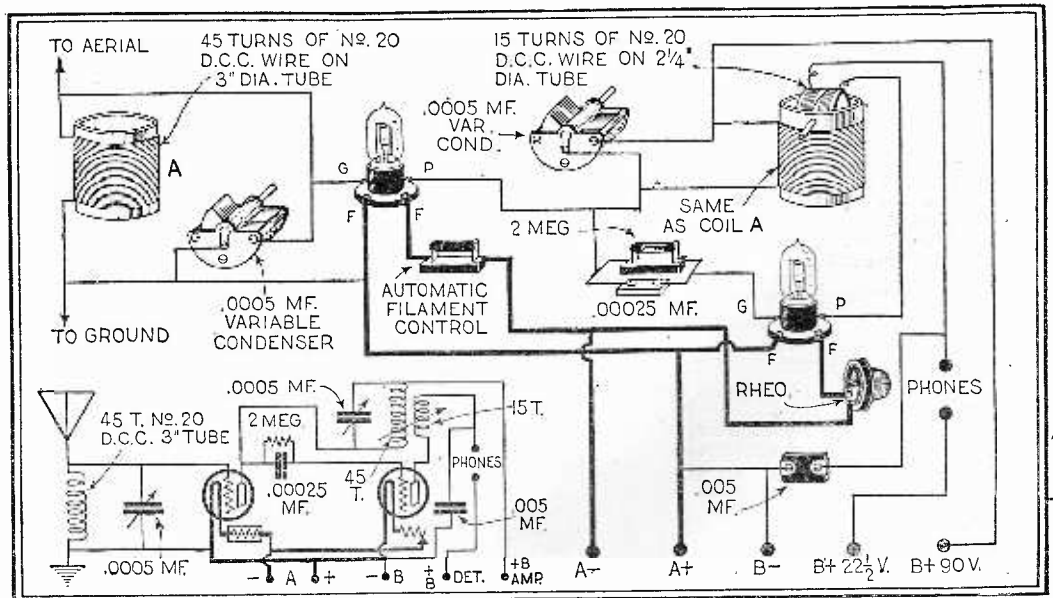 TO AERIAL
45 TURNS OF No. 20
D.C.C. WIRE ON
3" DIA. TUBE
15 TURNS OF No. 20
D.C.C. WIRE ON 2¼"
DIA. TUBE
.0005 MF.
VAR.
COND.
A
G
P
F
F
2 MEG
SAME
AS COIL A
AUTOMATIC
FILAMENT
CONTROL
.00025 MF.
G
P
F
F
TO GROUND
.0005 MF.
VARIABLE
CONDENSER
RHEO
PHONES
.0005 MF.
2 MEG
15 T.
45 T. No. 20
D.C.C. 3" TUBE
.00025
MF.
45
T.
PHONES
.005
MF.
.0005 MF.
- A +
- B
+
B
DET.
+B
AMP.
.005
MF.
A-
A+
B-
B+ 22½ V.
B+ 90 V.